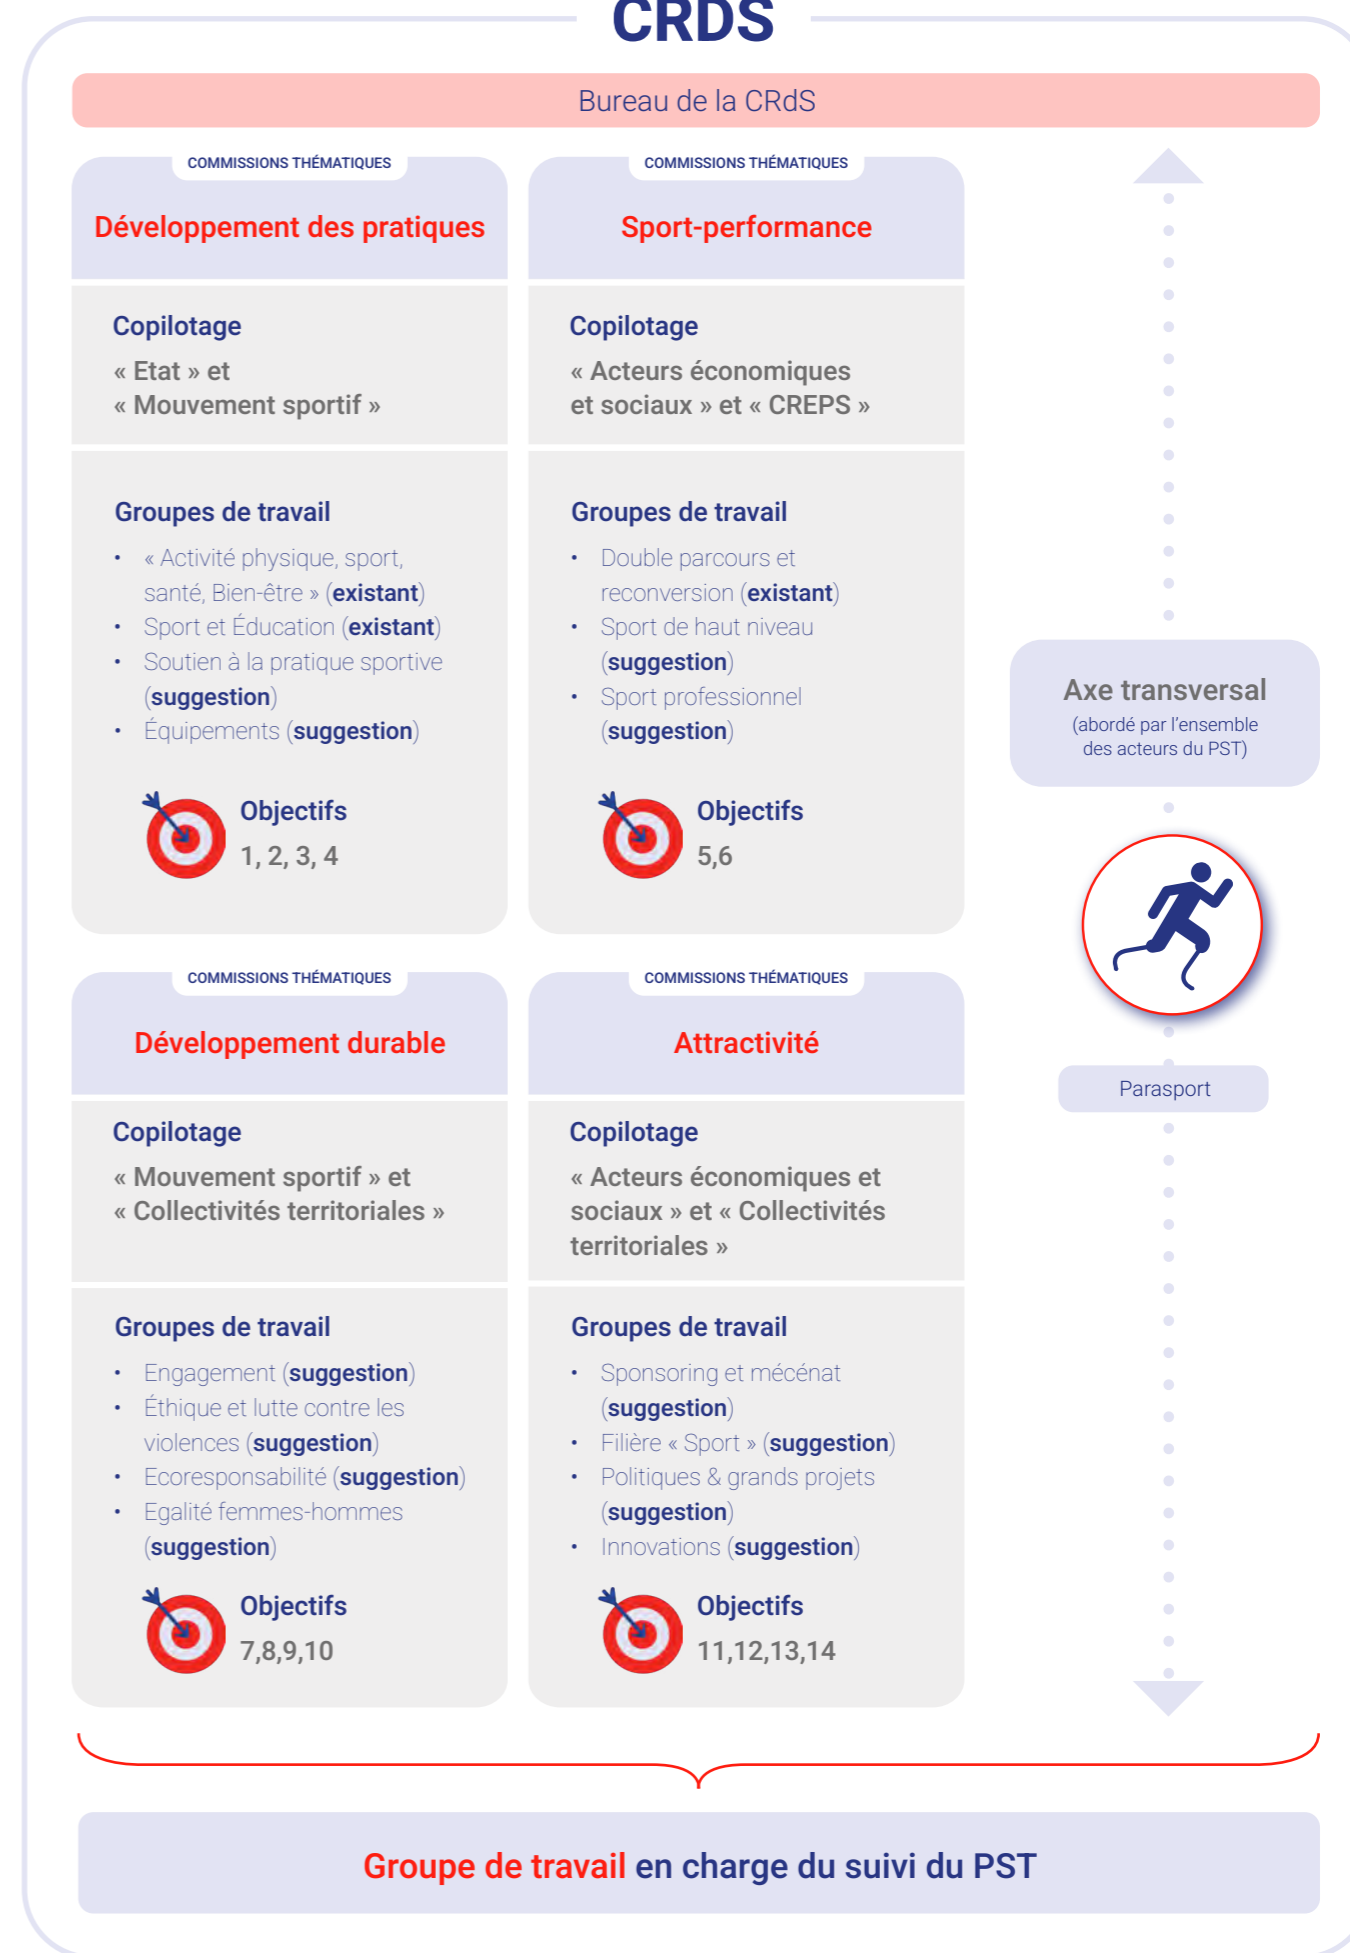 CRDS
Bureau de la CRdS
COMMISSIONS THÉMATIQUES
Développement des pratiques
Copilotage
« Etat » et
« Mouvement sportif »
Groupes de travail
• « Activité physique, sport,
santé, Bien-être » (existant)
• Sport et Éducation (existant)
• Soutien à la pratique sportive
(suggestion)
• Équipements (suggestion)
Objectifs
1, 2, 3, 4
COMMISSIONS THÉMATIQUES
Sport-performance
Copilotage
« Acteurs économiques
et sociaux » et « CREPS »
Groupes de travail
• Double parcours et
reconversion (existant)
• Sport de haut niveau
(suggestion)
• Sport professionnel
(suggestion)
Objectifs
5,6
COMMISSIONS THÉMATIQUES
Développement durable
Copilotage
« Mouvement sportif » et
« Collectivités territoriales »
Groupes de travail
• Engagement (suggestion)
• Éthique et lutte contre les
violences (suggestion)
• Ecoresponsabilité (suggestion)
• Egalité femmes-hommes
(suggestion)
Objectifs
7,8,9,10
COMMISSIONS THÉMATIQUES
Attractivité
Copilotage
« Acteurs économiques et
sociaux » et « Collectivités
territoriales »
Groupes de travail
• Sponsoring et mécénat
(suggestion)
• Filière « Sport » (suggestion)
• Politiques & grands projets
(suggestion)
• Innovations (suggestion)
Objectifs
11,12,13,14
Axe transversal
(abordé par l'ensemble
des acteurs du PST)
Parasport
Groupe de travail en charge du suivi du PST